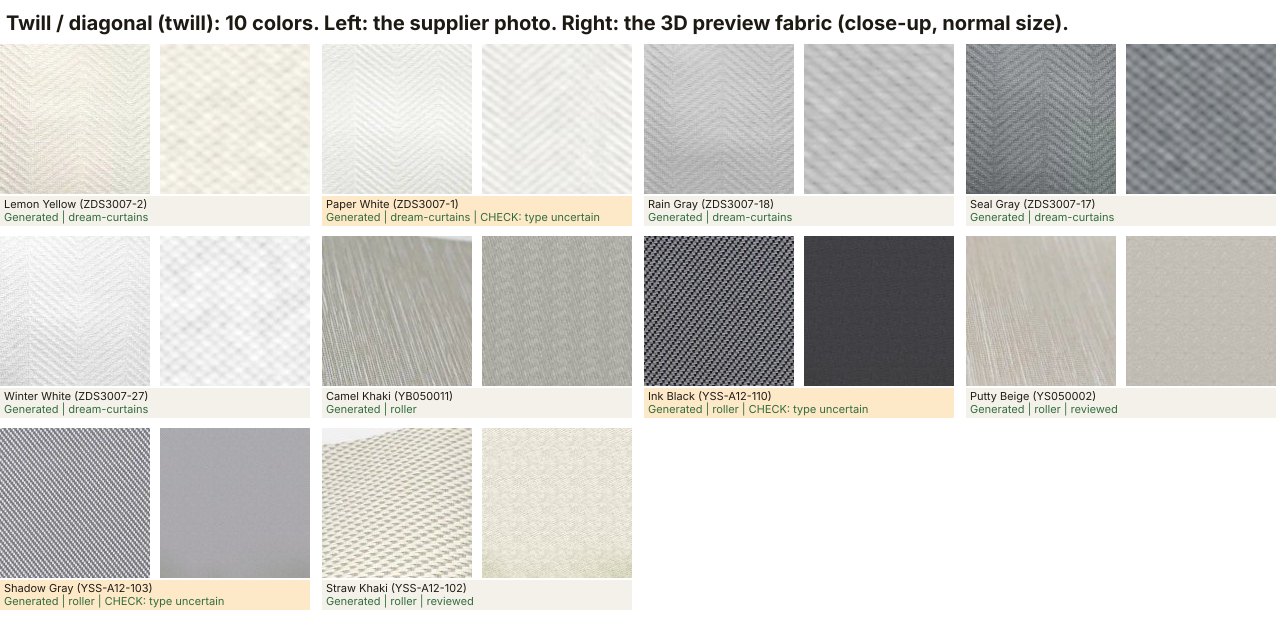 Twill / diagonal (twill): 10 colors. Left: the supplier photo. Right: the 3D preview fabric (close-up, normal size).
Lemon Yellow (ZDS3007-2)
Generated | dream-curtains
Paper White (ZDS3007-1)
Generated | dream-curtains | CHECK: type uncertain
Rain Gray (ZDS3007-18)
Generated | dream-curtains
Seal Gray (ZDS3007-17)
Generated | dream-curtains
Winter White (ZDS3007-27)
Generated | dream-curtains
Camel Khaki (YB050011)
Generated | roller
Ink Black (YSS-A12-110)
Generated | roller | CHECK: type uncertain
Putty Beige (YS050002)
Generated | roller | reviewed
Shadow Gray (YSS-A12-103)
Generated | roller | CHECK: type uncertain
Straw Khaki (YSS-A12-102)
Generated | roller | reviewed